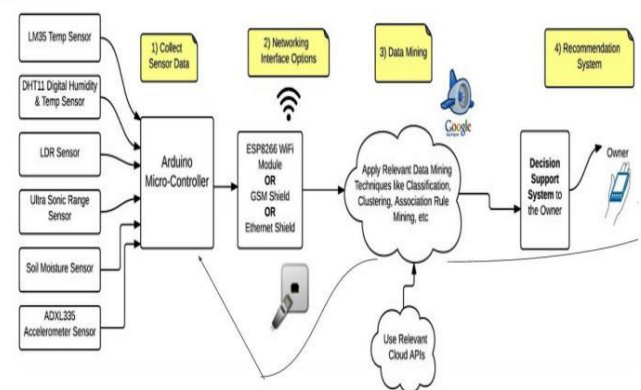 LM35 Temp Sensor
DHT11 Digital Humidity
& Temp Sensor
LDR Sensor
Ultra Sonic Range
Sensor
Soil Moisture Sensor
ADXL335
Accelerometer Sensor
1) Collect
Sensor Data
Arduino
Micro-Controller
2) Networking
Interface Options
ESP8266 WiFi
Module
OR
GSM Shield
OR
Ethernet Shield
3) Data Mining
Google
Apply Relevant Data Mining
Techniques like Classification,
Clustering, Association Rule
Mining, etc
Use Relevant
Cloud APIs
4) Recommendation
System
Decision
Support
System to
the Owner
Owner